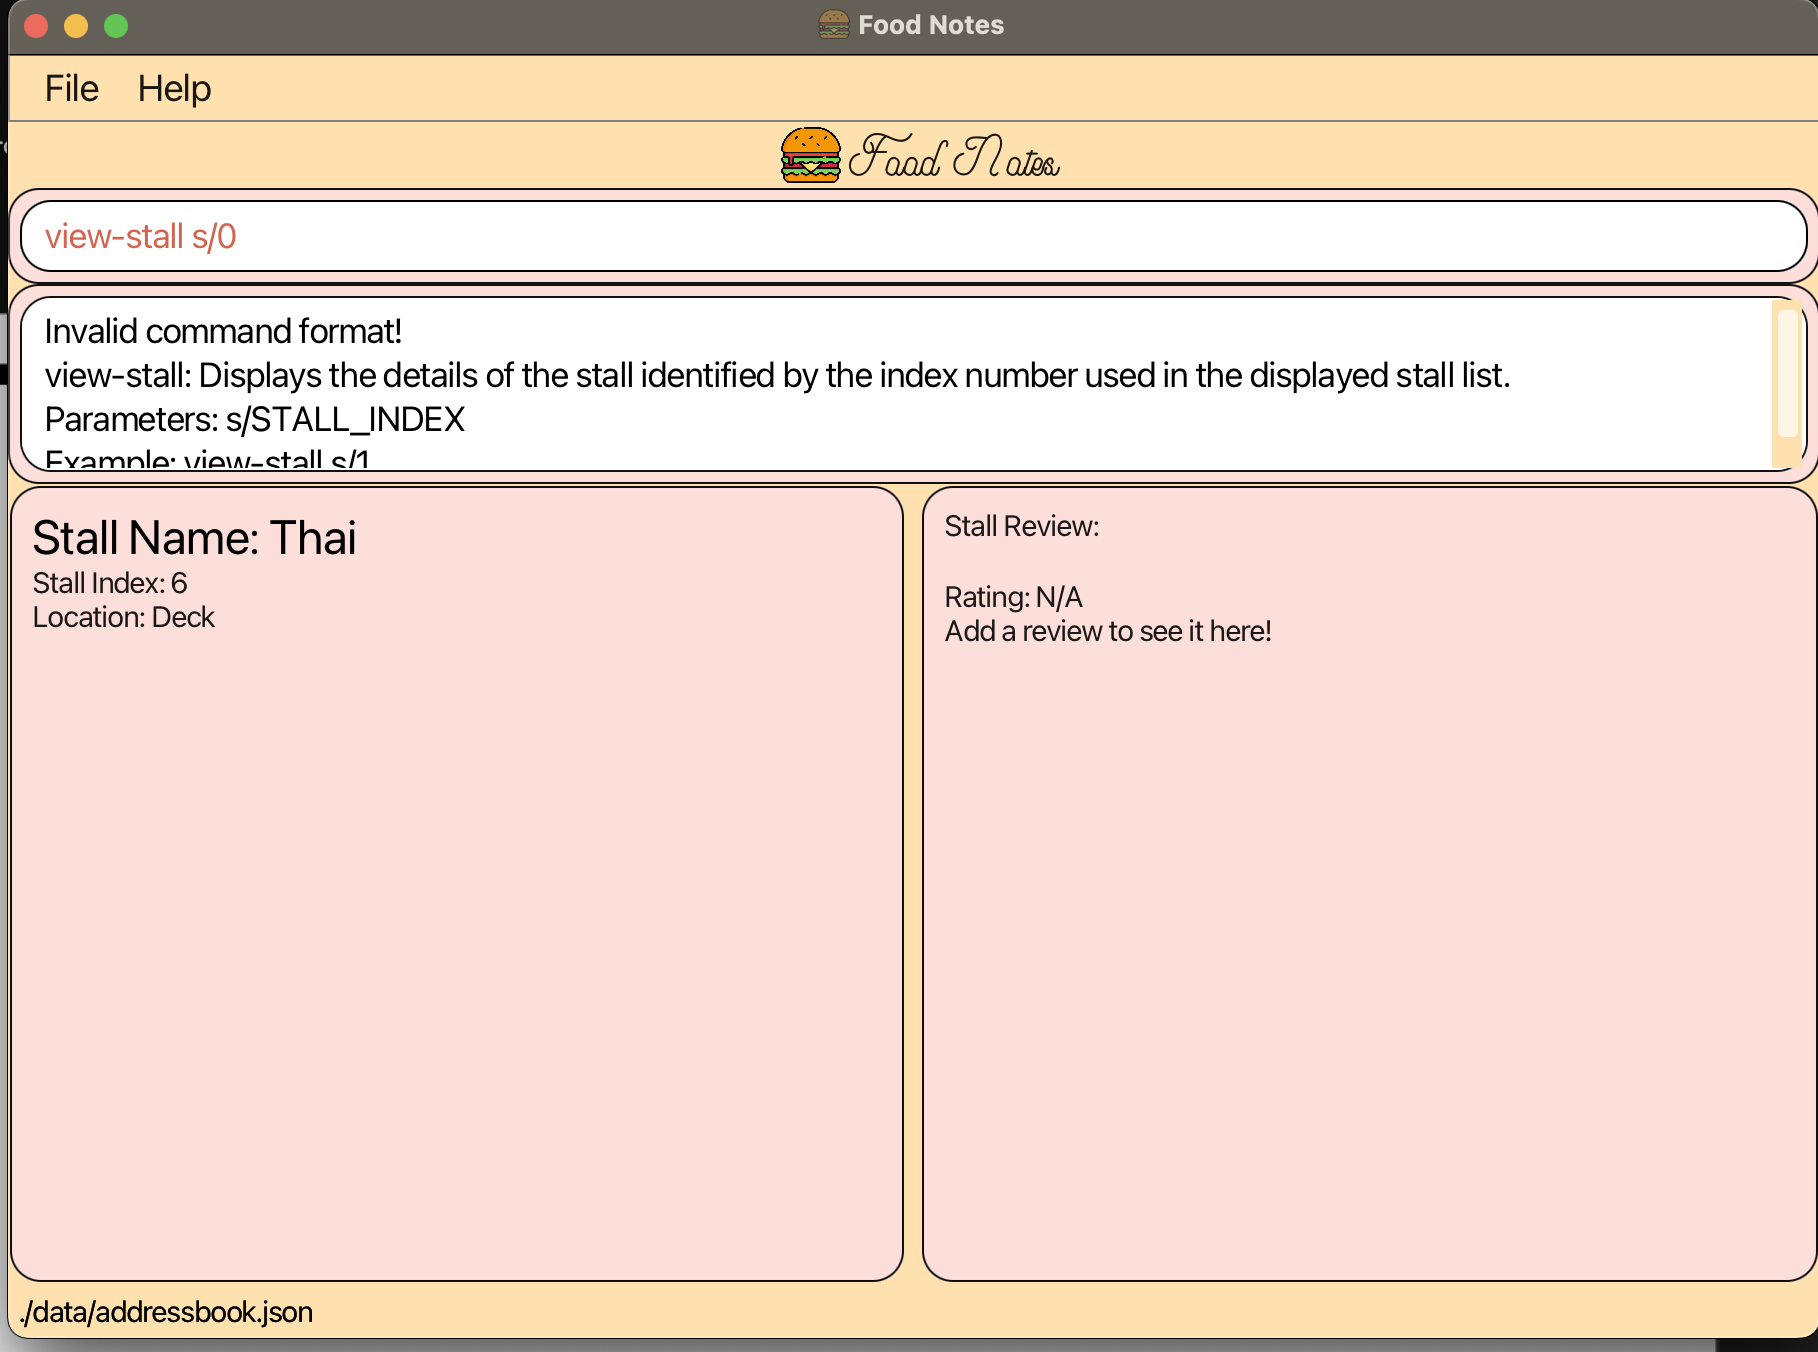 Food Notes
File Help
Food Notes
view-stall s/0
Invalid command format!
view-stall: Displays the details of the stall identified by the index number used in the displayed stall list.
Parameters: s/STALL_INDEX
Example: view-stall s/1
Stall Name: Thai
Stall Index: 6
Location: Deck
Stall Review:
Rating: N/A
Add a review to see it here!
./data/addressbook.json